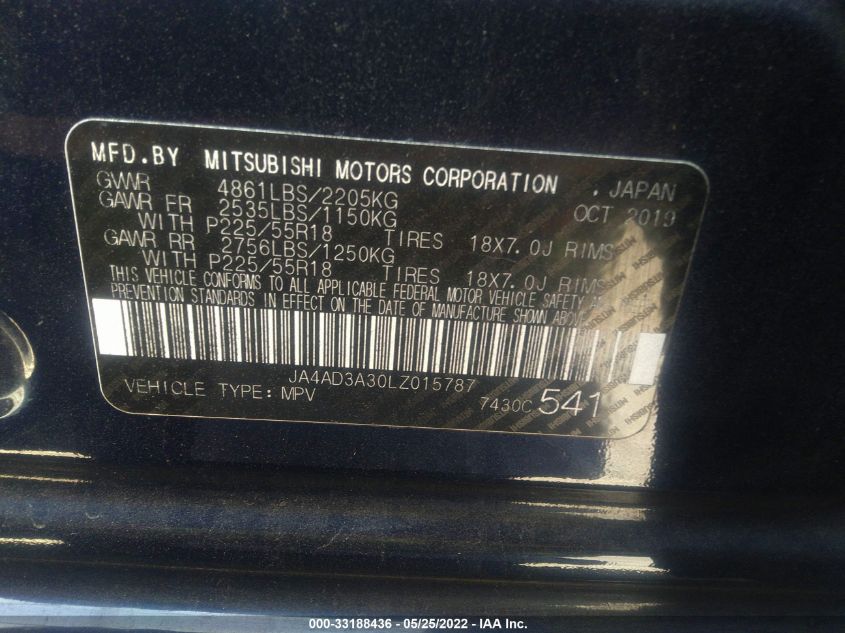 MFD.BY MITSUBISHI MOTORS CORPORATION . JAPAN
GVWR 4861LBS/2205KG OCT 2019
GAWR FR 2535LBS/1150KG
WITH P225/55R18 TIRES 18X7.0J RIMS
GAWR RR 2756LBS/1250KG
WITH P225/55R18 TIRES 18X7.0J RIMS
THIS VEHICLE CONFORMS TO ALL APPLICABLE FEDERAL MOTOR VEHICLE SAFETY
PREVENTION STANDARDS IN EFFECT ON THE DATE OF MANUFACTURE SHOWN ABOVE
JA4AD3A30LZ015787
VEHICLE TYPE:MPV 7430C 541
000-33188436 - 05/25/2022 - IAA Inc.